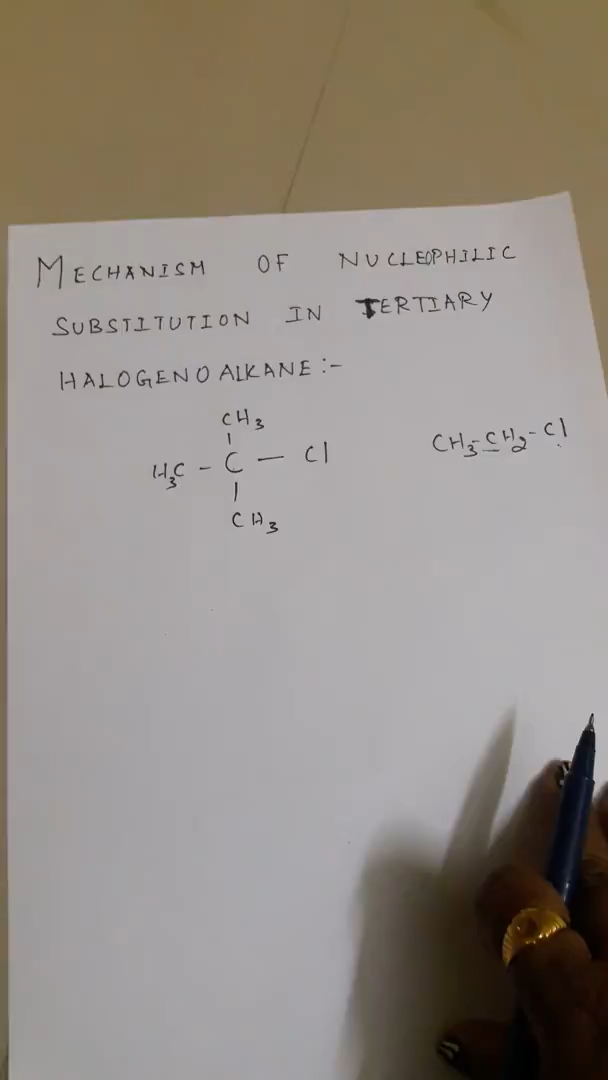 MECHANISM OF NUCLEOPHILIC
SUBSTITUTION IN TERTIARY
HALOGENOALKANE :-
CH3
H3C - C - Cl
CH3
CH3-CH2-Cl